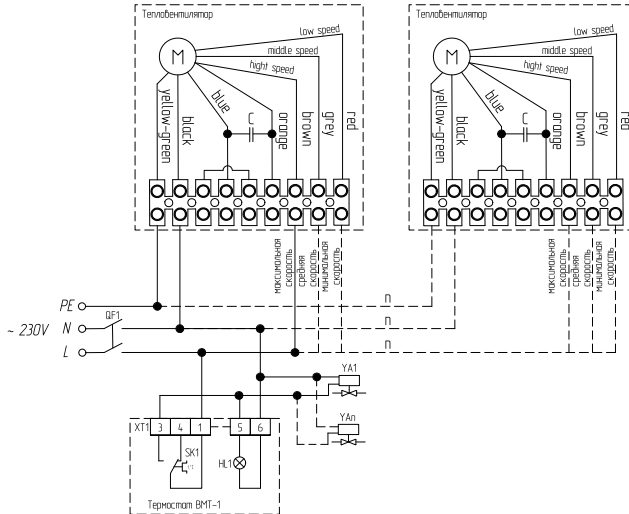 Тепловентилятор
M
low speed
middle speed
hight speed
yellow-green
black
blue
C
orange
brown
grey
red
Тепловентилятор
M
low speed
middle speed
hight speed
yellow-green
black
blue
C
orange
brown
grey
red
максимальная
скорость
средняя
скорость
минимальная
скорость
максимальная
скорость
средняя
скорость
минимальная
скорость
PE
n
~ 230V
N
QF1
n
L
n
YA1
YAn
XT1
3
4
1
5
6
SK1
t°
HL1
Термостат BMT-1